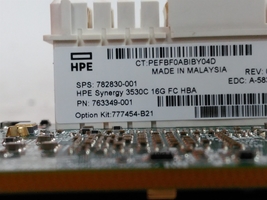 HPE
CT PEFBF0ABIBY04D
MADE IN MALAYSIA
REV:
SPS: 782830-001
EDC: A-58
HPE Synergy 3530C 16G FC HBA
PN: 763349-001
Option Kit:777454-B21